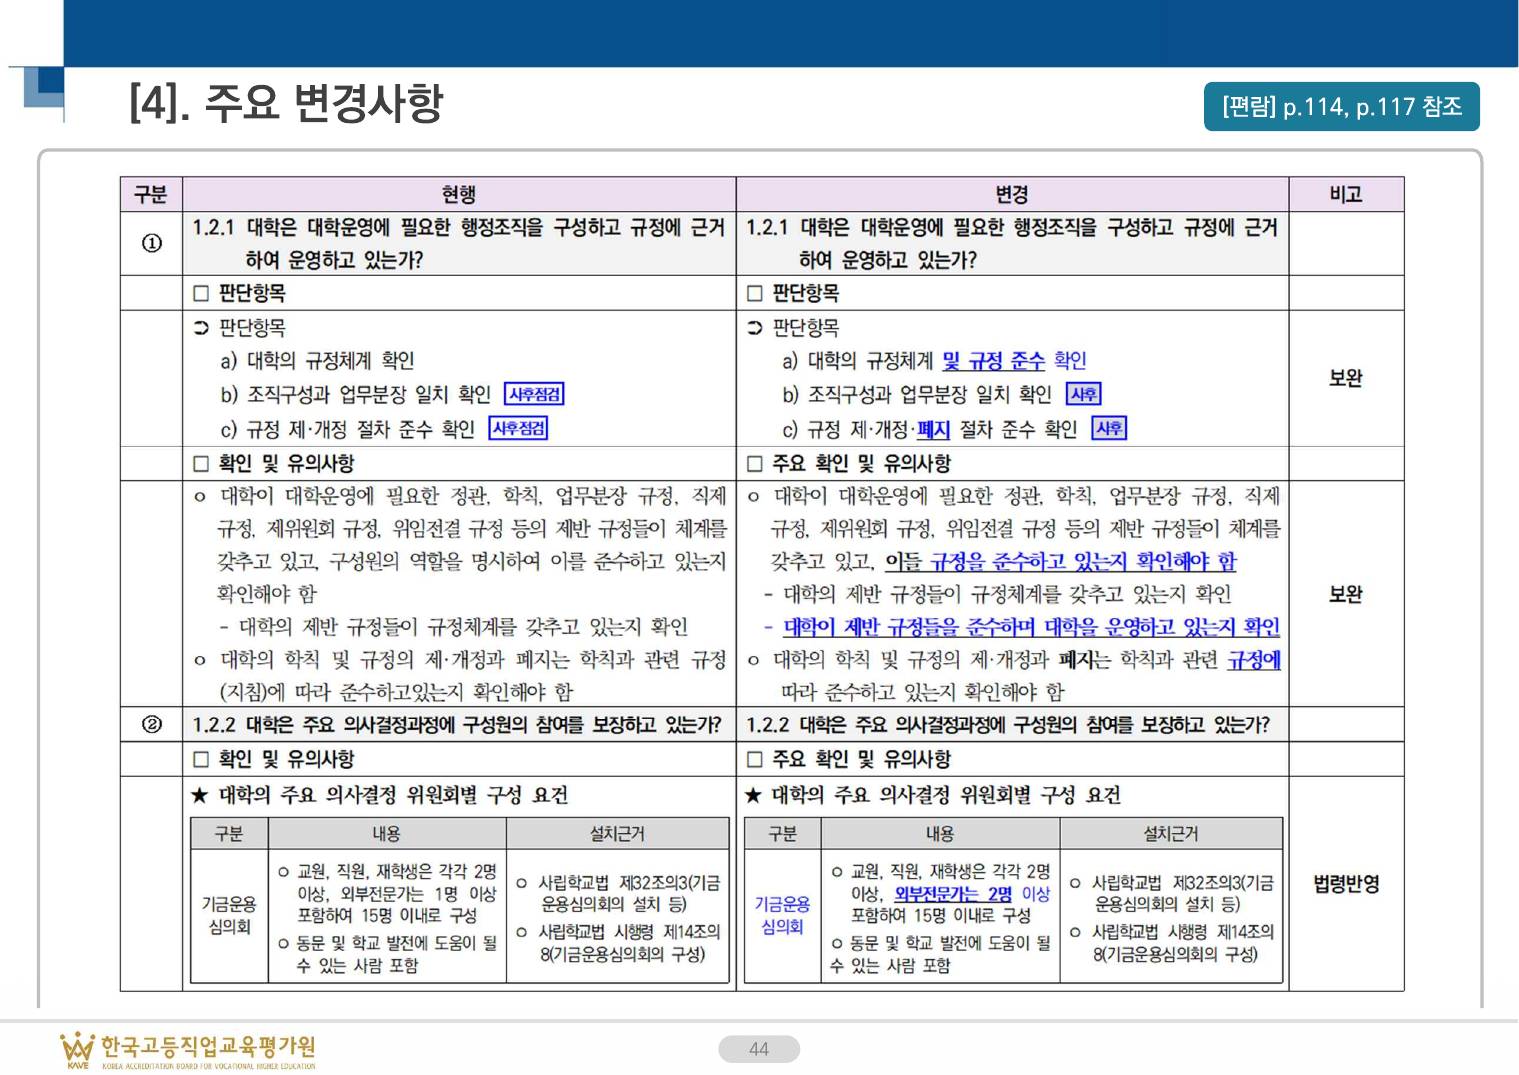 [4]. 주요 변경사항
[편람] p.114, p.117 참조
구분 현행 변경 비고
①
1.2.1 대학은 대학운영에 필요한 행정조직을 구성하고 규정에 근거
하여 운영하고 있는가?
1.2.1 대학은 대학운영에 필요한 행정조직을 구성하고 규정에 근거
하여 운영하고 있는가?
□ 판단항목
□ 판단항목
➲ 판단항목
a) 대학의 규정체계 확인
b) 조직구성과 업무분장 일치 확인 사후점검
c) 규정 제·개정 절차 준수 확인 사후점검
➲ 판단항목
a) 대학의 규정체계 및 규정 준수 확인
b) 조직구성과 업무분장 일치 확인 사후
c) 규정 제·개정·폐지 절차 준수 확인 사후
보완
□ 확인 및 유의사항
□ 주요 확인 및 유의사항
ㅇ 대학이 대학운영에 필요한 정관, 학칙, 업무분장 규정, 직제
규정, 제위원회 규정, 위임전결 규정 등의 제반 규정들이 체계를
갖추고 있고, 구성원의 역할을 명시하여 이를 준수하고 있는지
확인해야 함
- 대학의 제반 규정들이 규정체계를 갖추고 있는지 확인
ㅇ 대학의 학칙 및 규정의 제·개정과 폐지는 학칙과 관련 규정
(지침)에 따라 준수하고있는지 확인해야 함
ㅇ 대학이 대학운영에 필요한 정관, 학칙, 업무분장 규정, 직제
규정, 제위원회 규정, 위임전결 규정 등의 제반 규정들이 체계를
갖추고 있고, 이들 규정을 준수하고 있는지 확인해야 함
- 대학의 제반 규정들이 규정체계를 갖추고 있는지 확인
- 대학이 제반 규정들을 준수하며 대학을 운영하고 있는지 확인
ㅇ 대학의 학칙 및 규정의 제·개정과 폐지는 학칙과 관련 규정에
따라 준수하고 있는지 확인해야 함
보완
②
1.2.2 대학은 주요 의사결정과정에 구성원의 참여를 보장하고 있는가?
1.2.2 대학은 주요 의사결정과정에 구성원의 참여를 보장하고 있는가?
□ 확인 및 유의사항
□ 주요 확인 및 유의사항
★ 대학의 주요 의사결정 위원회별 구성 요건
구분 내용 설치근거
기금운용
심의회
ㅇ 교원, 직원, 재학생은 각각 2명
이상, 외부전문가는 1명 이상
포함하여 15명 이내로 구성
ㅇ 동문 및 학교 발전에 도움이 될
수 있는 사람 포함
ㅇ 사립학교법 제32조의3(기금
운용심의회의 설치 등)
ㅇ 사립학교법 시행령 제14조의
8(기금운용심의회의 구성)
★ 대학의 주요 의사결정 위원회별 구성 요건
구분 내용 설치근거
기금운용
심의회
ㅇ 교원, 직원, 재학생은 각각 2명
이상, 외부전문가는 2명 이상
포함하여 15명 이내로 구성
ㅇ 동문 및 학교 발전에 도움이 될
수 있는 사람 포함
ㅇ 사립학교법 제32조의3(기금
운용심의회의 설치 등)
ㅇ 사립학교법 시행령 제14조의
8(기금운용심의회의 구성)
법령반영
KAVE
한국고등직업교육평가원
KOREA ACCREDITATION BOARD FOR VOCATIONAL HIGHER EDUCATION
44